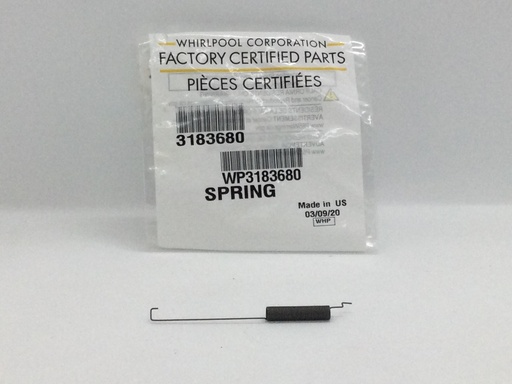 WHIRLPOOL CORPORATION
FACTORY CERTIFIED PARTS
PIÈCES CERTIFIÉES
3183680
WP3183680
SPRING
Made in US
03/09/20
WHP